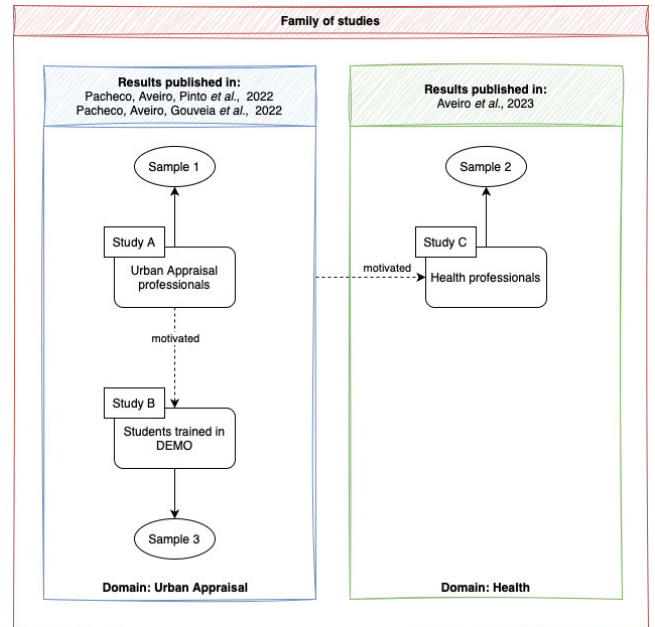 Family of studies
Results published in:
Pacheco, Aveiro, Pinto et al., 2022
Pacheco, Aveiro, Gouveia et al., 2022
Sample 1
Study A
Urban Appraisal
professionals
motivated
Study B
Students trained in
DEMO
Sample 3
Domain: Urban Appraisal
motivated
Results published in:
Aveiro et al., 2023
Sample 2
Study C
Health professionals
Domain: Health